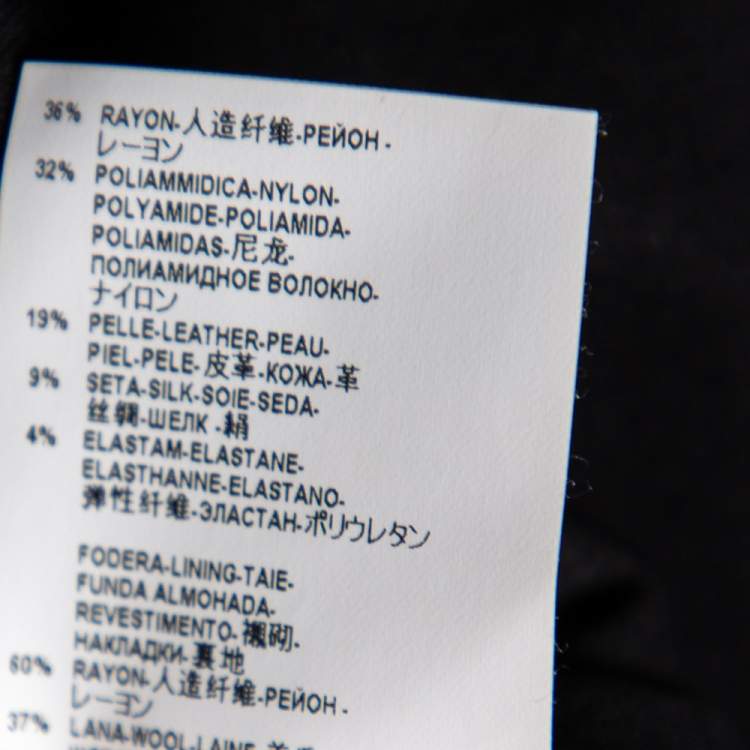 36% RAYON-人造纤维-РЕЙОН -
レーヨン
32% POLIAMMIDICA-NYLON-
POLYAMIDE-POLIAMIDA-
POLIAMIDAS-尼龙-
ПОЛИАМИДНОЕ ВОЛОКНО-
ナイロン
19% PELLE-LEATHER-PEAU-
PIEL-PELE-皮革-КОЖА-革
9% SETA-SILK-SOIE-SEDA-
丝绸-ШЕЛК -絹
4% ELASTAM-ELASTANE-
ELASTHANNE-ELASTANO-
弹性纤维-ЭЛАСТАН-ポリウレタン
FODERA-LINING-TAIE-
FUNDA ALMOHADA-
REVESTIMENTO-襯砌-
НАКЛАДКИ-裏地
60% RAYON-人造纤维-РЕЙОН -
レーヨン
37% LANA-WOOL-LAINE-